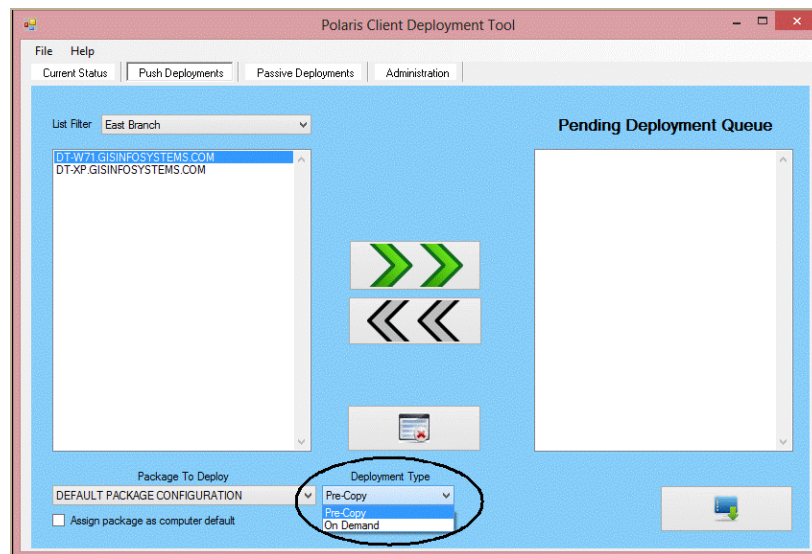 Polaris Client Deployment Tool
File Help
Current Status Push Deployments Passive Deployments Administration
List Filter East Branch
Pending Deployment Queue
DT-W71.GISINFOSYSTEMS.COM
DT-XP.GISINFOSYSTEMS.COM
Package To Deploy Deployment Type
DEFAULT PACKAGE CONFIGURATION Pre-Copy
Pre-Copy
On Demand
Assign package as computer default